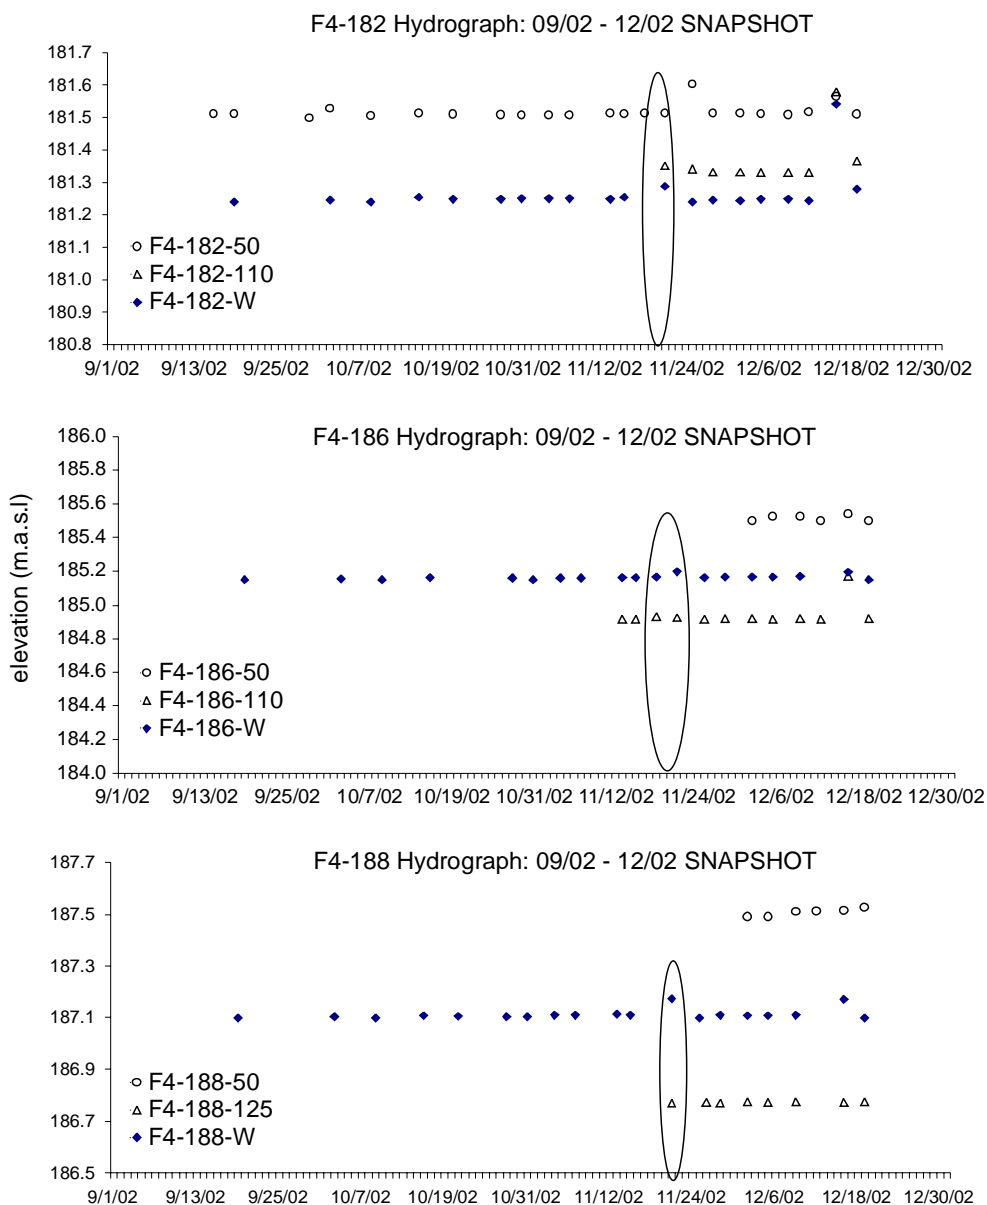 F4-182 Hydrograph: 09/02 - 12/02 SNAPSHOT
181.7
181.6
181.5
181.4
181.3
181.2
181.1
181.0
180.9
180.8
F4-182-50
F4-182-110
F4-182-W
9/1/02 9/13/02 9/25/02 10/7/02 10/19/02 10/31/02 11/12/02 11/24/02 12/6/02 12/18/02 12/30/02
elevation (m.a.s.l)
F4-186 Hydrograph: 09/02 - 12/02 SNAPSHOT
186.0
185.8
185.6
185.4
185.2
185.0
184.8
184.6
184.4
184.2
184.0
F4-186-50
F4-186-110
F4-186-W
9/1/02 9/13/02 9/25/02 10/7/02 10/19/02 10/31/02 11/12/02 11/24/02 12/6/02 12/18/02 12/30/02
F4-188 Hydrograph: 09/02 - 12/02 SNAPSHOT
187.7
187.5
187.3
187.1
186.9
186.7
186.5
F4-188-50
F4-188-125
F4-188-W
9/1/02 9/13/02 9/25/02 10/7/02 10/19/02 10/31/02 11/12/02 11/24/02 12/6/02 12/18/02 12/30/02